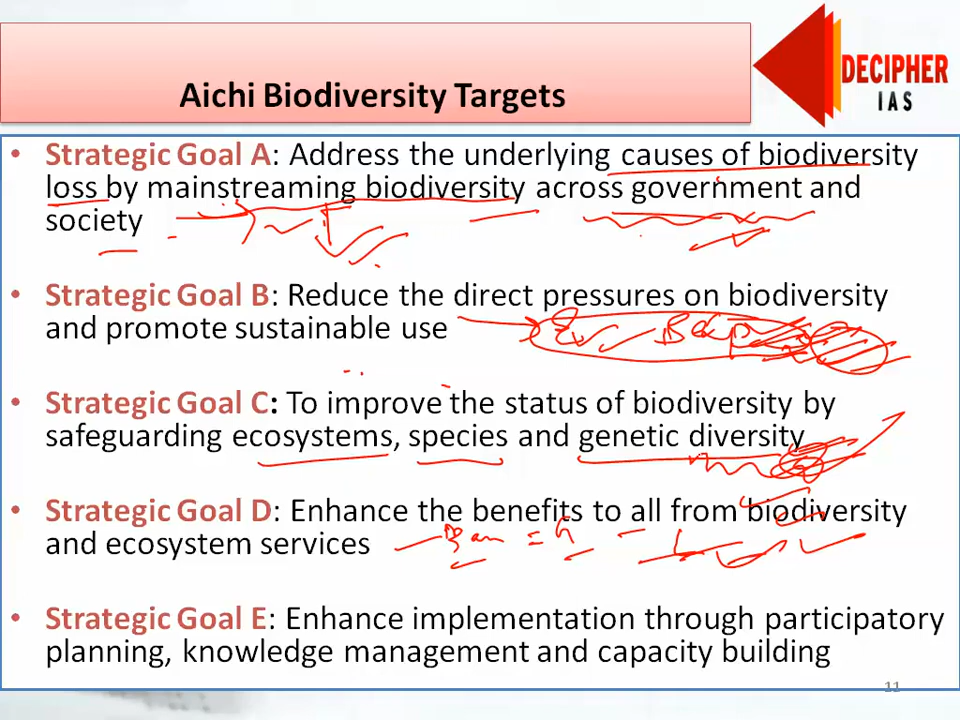 Aichi Biodiversity Targets
DECIPHER
IAS
• Strategic Goal A: Address the underlying causes of biodiversity
loss by mainstreaming biodiversity across government and
society
• Strategic Goal B: Reduce the direct pressures on biodiversity
and promote sustainable use
• Strategic Goal C: To improve the status of biodiversity by
safeguarding ecosystems, species and genetic diversity
• Strategic Goal D: Enhance the benefits to all from biodiversity
and ecosystem services
• Strategic Goal E: Enhance implementation through participatory
planning, knowledge management and capacity building
11